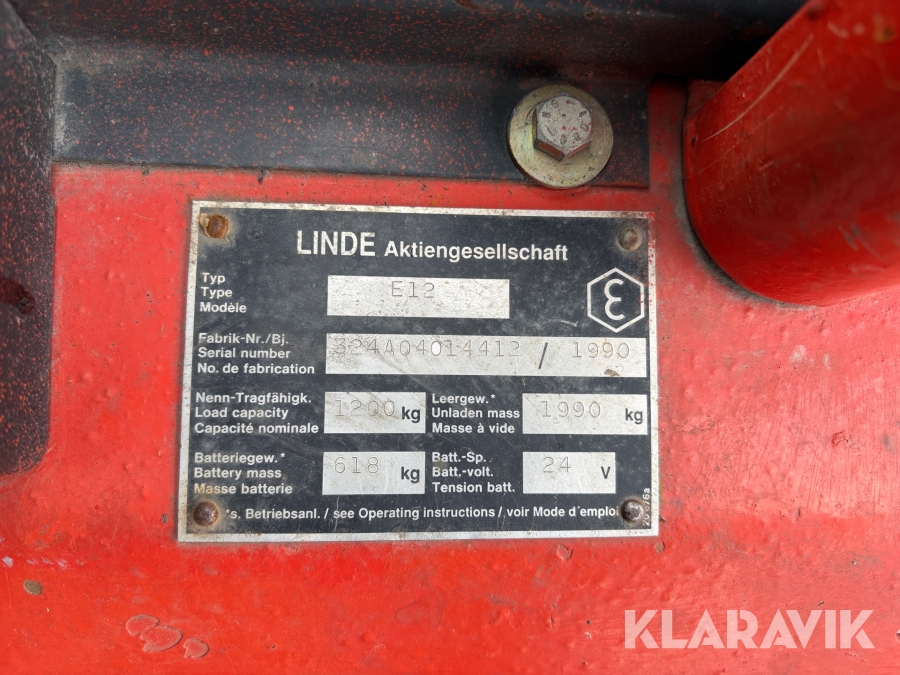 LINDE Aktiengesellschaft
Typ
Type
Modèle
E12
Fabrik-Nr./Bj.
Serial number
No. de fabrication
324A04014412 / 1990
Nenn-Tragfähigk.
Load capacity
Capacité nominale
1200 kg
Leergew.*
Unladen mass
Masse à vide
1990 kg
Batteriegew.*
Battery mass
Masse batterie
618 kg
Batt.-Sp.
Batt.-volt.
Tension batt.
24 V
*s. Betriebsanl. / see Operating instructions / voir Mode d'emploi
KLARAVIK